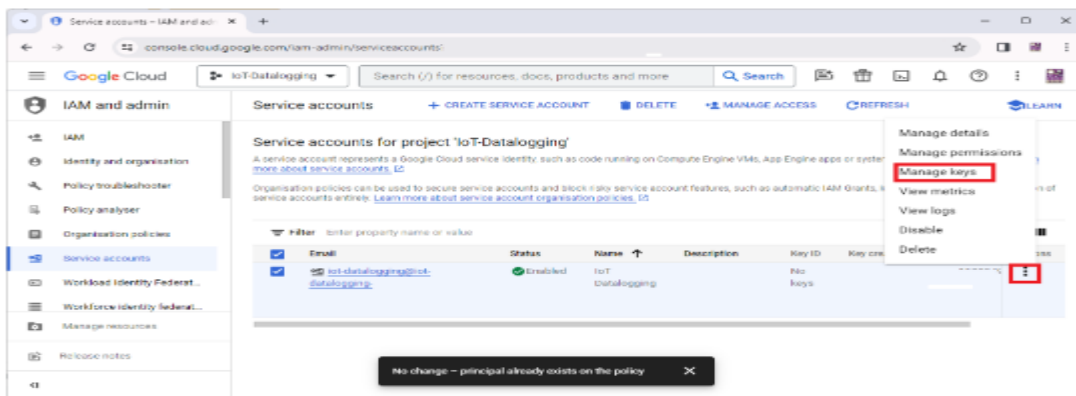 Service accounts – IAM and ad
console.cloud.google.com/iam-admin/serviceaccounts
Google Cloud
IoT-Datalogging
Search (/) for resources, docs, products and more
Search
IAM and admin
Service accounts
+ CREATE SERVICE ACCOUNT
DELETE
MANAGE ACCESS
REFRESH
LEARN
IAM
Identity and organisation
Policy troubleshooter
Policy analyser
Organisation policies
Service accounts
Workload Identity Federat...
Workforce identity federat...
Manage resources
Release notes
Service accounts for project 'IoT-Datalogging'
A service account represents a Google Cloud service identity, such as code running on Compute Engine VMs, App Engine apps or
more about service accounts.
Organisation policies can be used to secure service accounts and block risky service account features, such as automatic IAM Grants,
service accounts entirely. Learn more about service account organisation policies.
Manage details
Manage permissions
Manage keys
View metrics
View logs
Disable
Delete
Filter Enter property name or value
Email Status Name ↑ Description Key ID
iot-datalogging@iot- Enabled IoT No
datalogging- Datalogging keys
No change – principal already exists on the policy